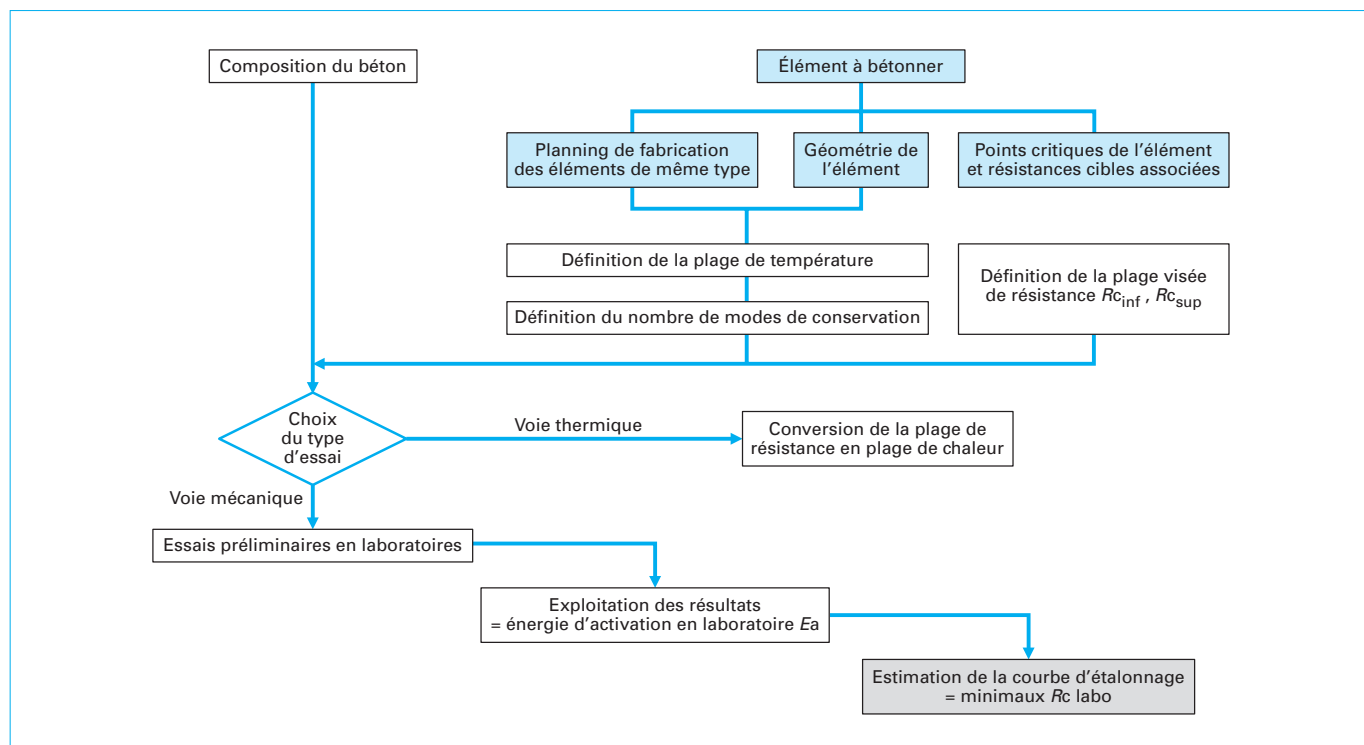 Composition du béton
Élément à bétonner
Planning de fabrication
des éléments de même type
Géométrie de
l'élément
Points critiques de l'élément
et résistances cibles associées
Définition de la plage de température
Définition de la plage visée
de résistance Rc_inf , Rc_sup
Définition du nombre de modes de conservation
Choix
du type
d'essai
Voie thermique
Conversion de la plage de
résistance en plage de chaleur
Voie mécanique
Essais préliminaires en laboratoires
Exploitation des résultats
= énergie d'activation en laboratoire Ea
Estimation de la courbe d'étalonnage
= minimaux Rc labo